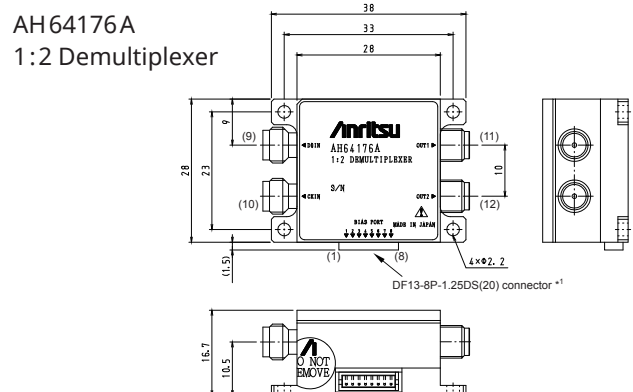 AH64176A
1:2 Demultiplexer
38
33
28
28
23
9
(9)
(10)
Anritsu
AH64176A
1:2 DEMULTIPLEXER
DOIN
OUT1
S/N
CKIN
OUT2
BIAS PORT
MADE IN JAPAN
(11)
(12)
10
(1.5)
(1)
(8)
4×Φ2.2
DF13-8P-1.25DS(20) connector *1
16.7
10.5
O NOT
EMOVE